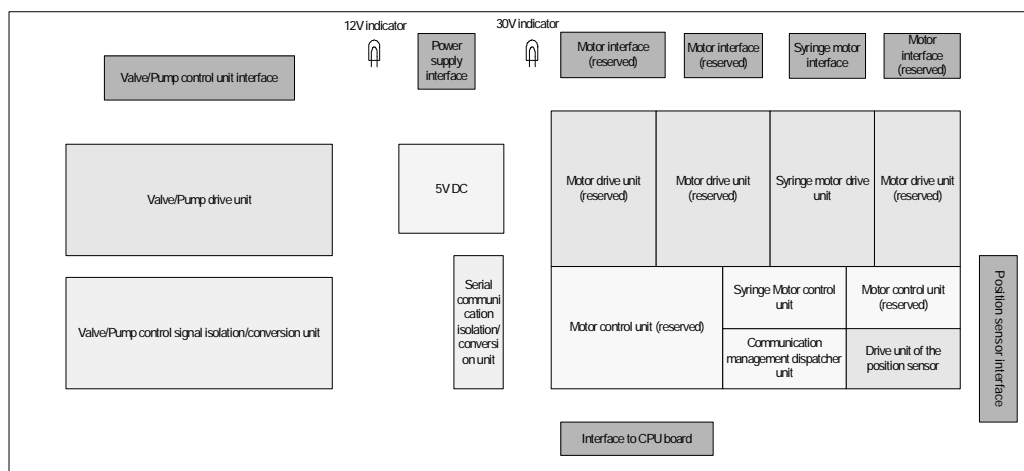 12V indicator
30V indicator
Power
supply
interface
Motor interface
(reserved)
Motor interface
(reserved)
Syringe motor
interface
Motor
interface
(reserved)
Valve/Pump control unit interface
Valve/Pump drive unit
5V DC
Motor drive unit
(reserved)
Motor drive unit
(reserved)
Syringe motor drive
unit
Motor drive unit
(reserved)
Valve/Pump control signal isolation/conversion unit
Serial
communi
cation
isolation/
conversi
on unit
Motor control unit (reserved)
Syringe Motor control
unit
Motor control unit
(reserved)
Communication
management dispatcher
unit
Drive unit of the
position sensor
Position sensor interface
Interface to CPU board